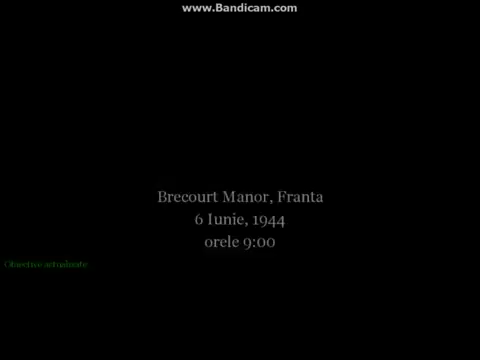 www.Bandicam.com
Brecourt Manor, Franta
6 Iunie, 1944
orele 9:00
Obiective actualizate